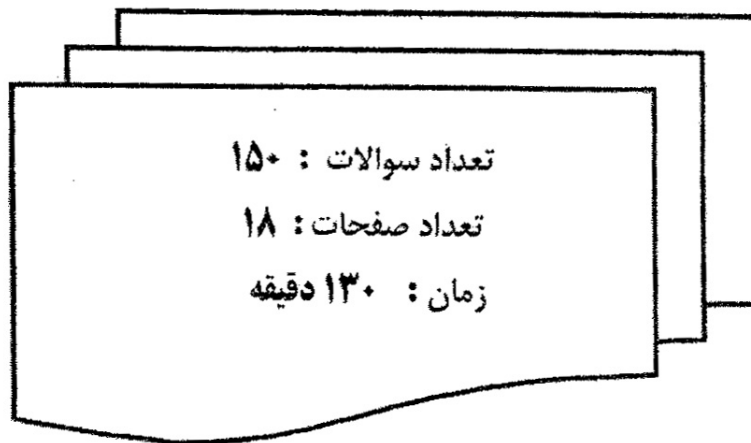 تعداد سوالات : ۱۵۰
تعداد صفحات : ۱۸
زمان : ۱۳۰ دقیقه